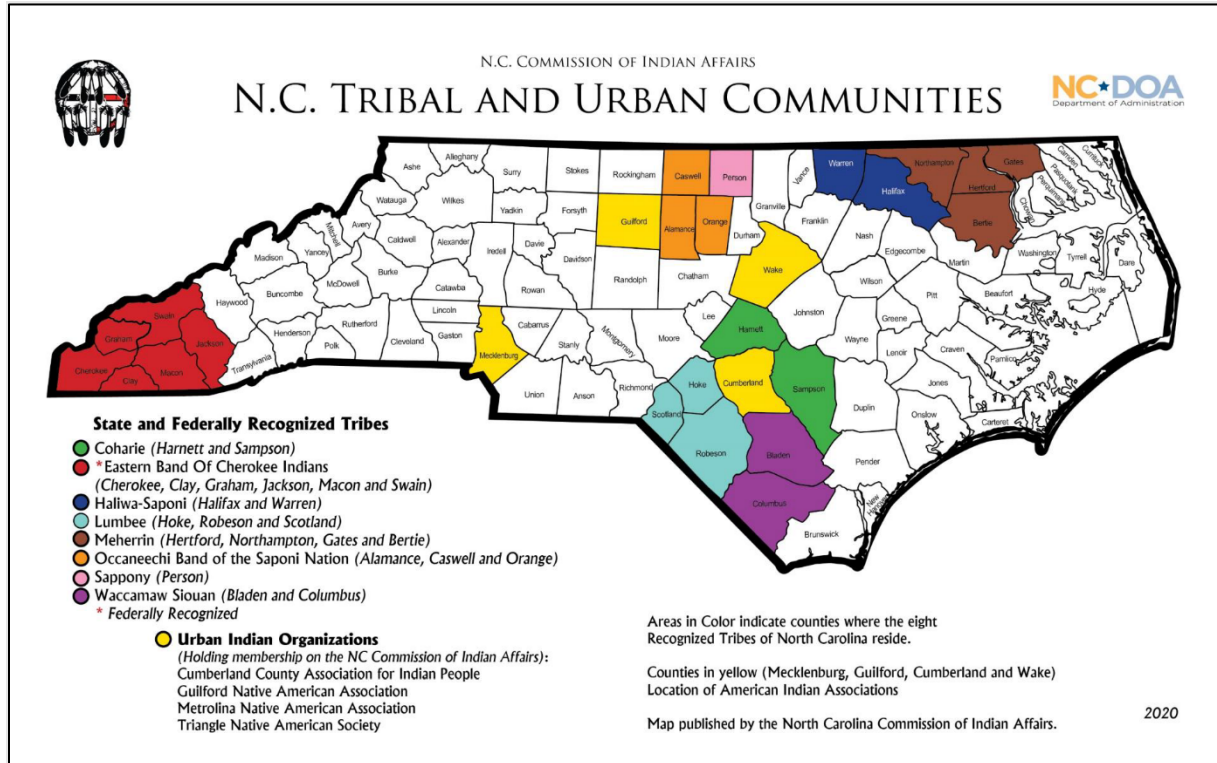 N.C. Commission of Indian Affairs
N.C. Tribal and Urban Communities
NC★DOA
Department of Administration
Ashe
Alleghany
Surry
Stokes
Rockingham
Caswell
Person
Granville
Vance
Warren
Halifax
Northampton
Hertford
Gates
Bertie
Camden
Currituck
Pasquotank
Perquimans
Chowan
Watauga
Wilkes
Yadkin
Forsyth
Guilford
Alamance
Orange
Durham
Franklin
Nash
Edgecombe
Martin
Washington
Tyrrell
Dare
Mitchell
Avery
Caldwell
Alexander
Iredell
Davie
Davidson
Randolph
Chatham
Wake
Wilson
Pitt
Beaufort
Hyde
Madison
Yancey
McDowell
Burke
Catawba
Rowan
Lee
Johnston
Greene
Swain
Haywood
Buncombe
Rutherford
Lincoln
Cabarrus
Stanly
Montgomery
Moore
Harnett
Wayne
Lenoir
Craven
Pamlico
Graham
Jackson
Henderson
Polk
Cleveland
Gaston
Mecklenburg
Cherokee
Clay
Macon
Transylvania
Union
Anson
Richmond
Scotland
Hoke
Cumberland
Sampson
Duplin
Jones
Onslow
Carteret
Robeson
Bladen
Pender
Columbus
Brunswick
New Hanover
State and Federally Recognized Tribes
Coharie (Harnett and Sampson)
*Eastern Band Of Cherokee Indians
(Cherokee, Clay, Graham, Jackson, Macon and Swain)
Haliwa-Saponi (Halifax and Warren)
Lumbee (Hoke, Robeson and Scotland)
Meherrin (Hertford, Northampton, Gates and Bertie)
Occaneechi Band of the Saponi Nation (Alamance, Caswell and Orange)
Sappony (Person)
Waccamaw Siouan (Bladen and Columbus)
* Federally Recognized
Urban Indian Organizations
(Holding membership on the NC Commission of Indian Affairs):
Cumberland County Association for Indian People
Guilford Native American Association
Metrolina Native American Association
Triangle Native American Society
Areas in Color indicate counties where the eight
Recognized Tribes of North Carolina reside.
Counties in yellow (Mecklenburg, Guilford, Cumberland and Wake)
Location of American Indian Associations
Map published by the North Carolina Commission of Indian Affairs.
2020